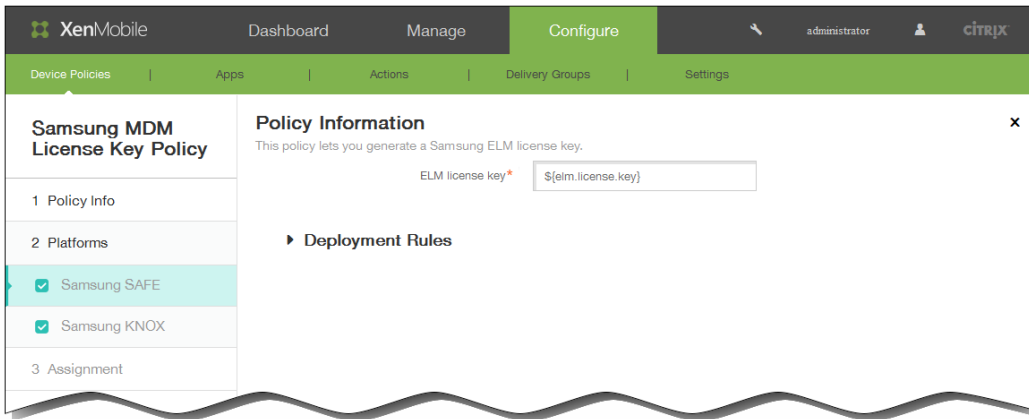 XenMobile Dashboard Manage Configure administrator CITRIX
Device Policies | Apps | Actions | Delivery Groups | Settings
Samsung MDM
License Key Policy
1 Policy Info
2 Platforms
Samsung SAFE
Samsung KNOX
3 Assignment
Policy Information
This policy lets you generate a Samsung ELM license key.
ELM license key* ${elm.license.key}
Deployment Rules